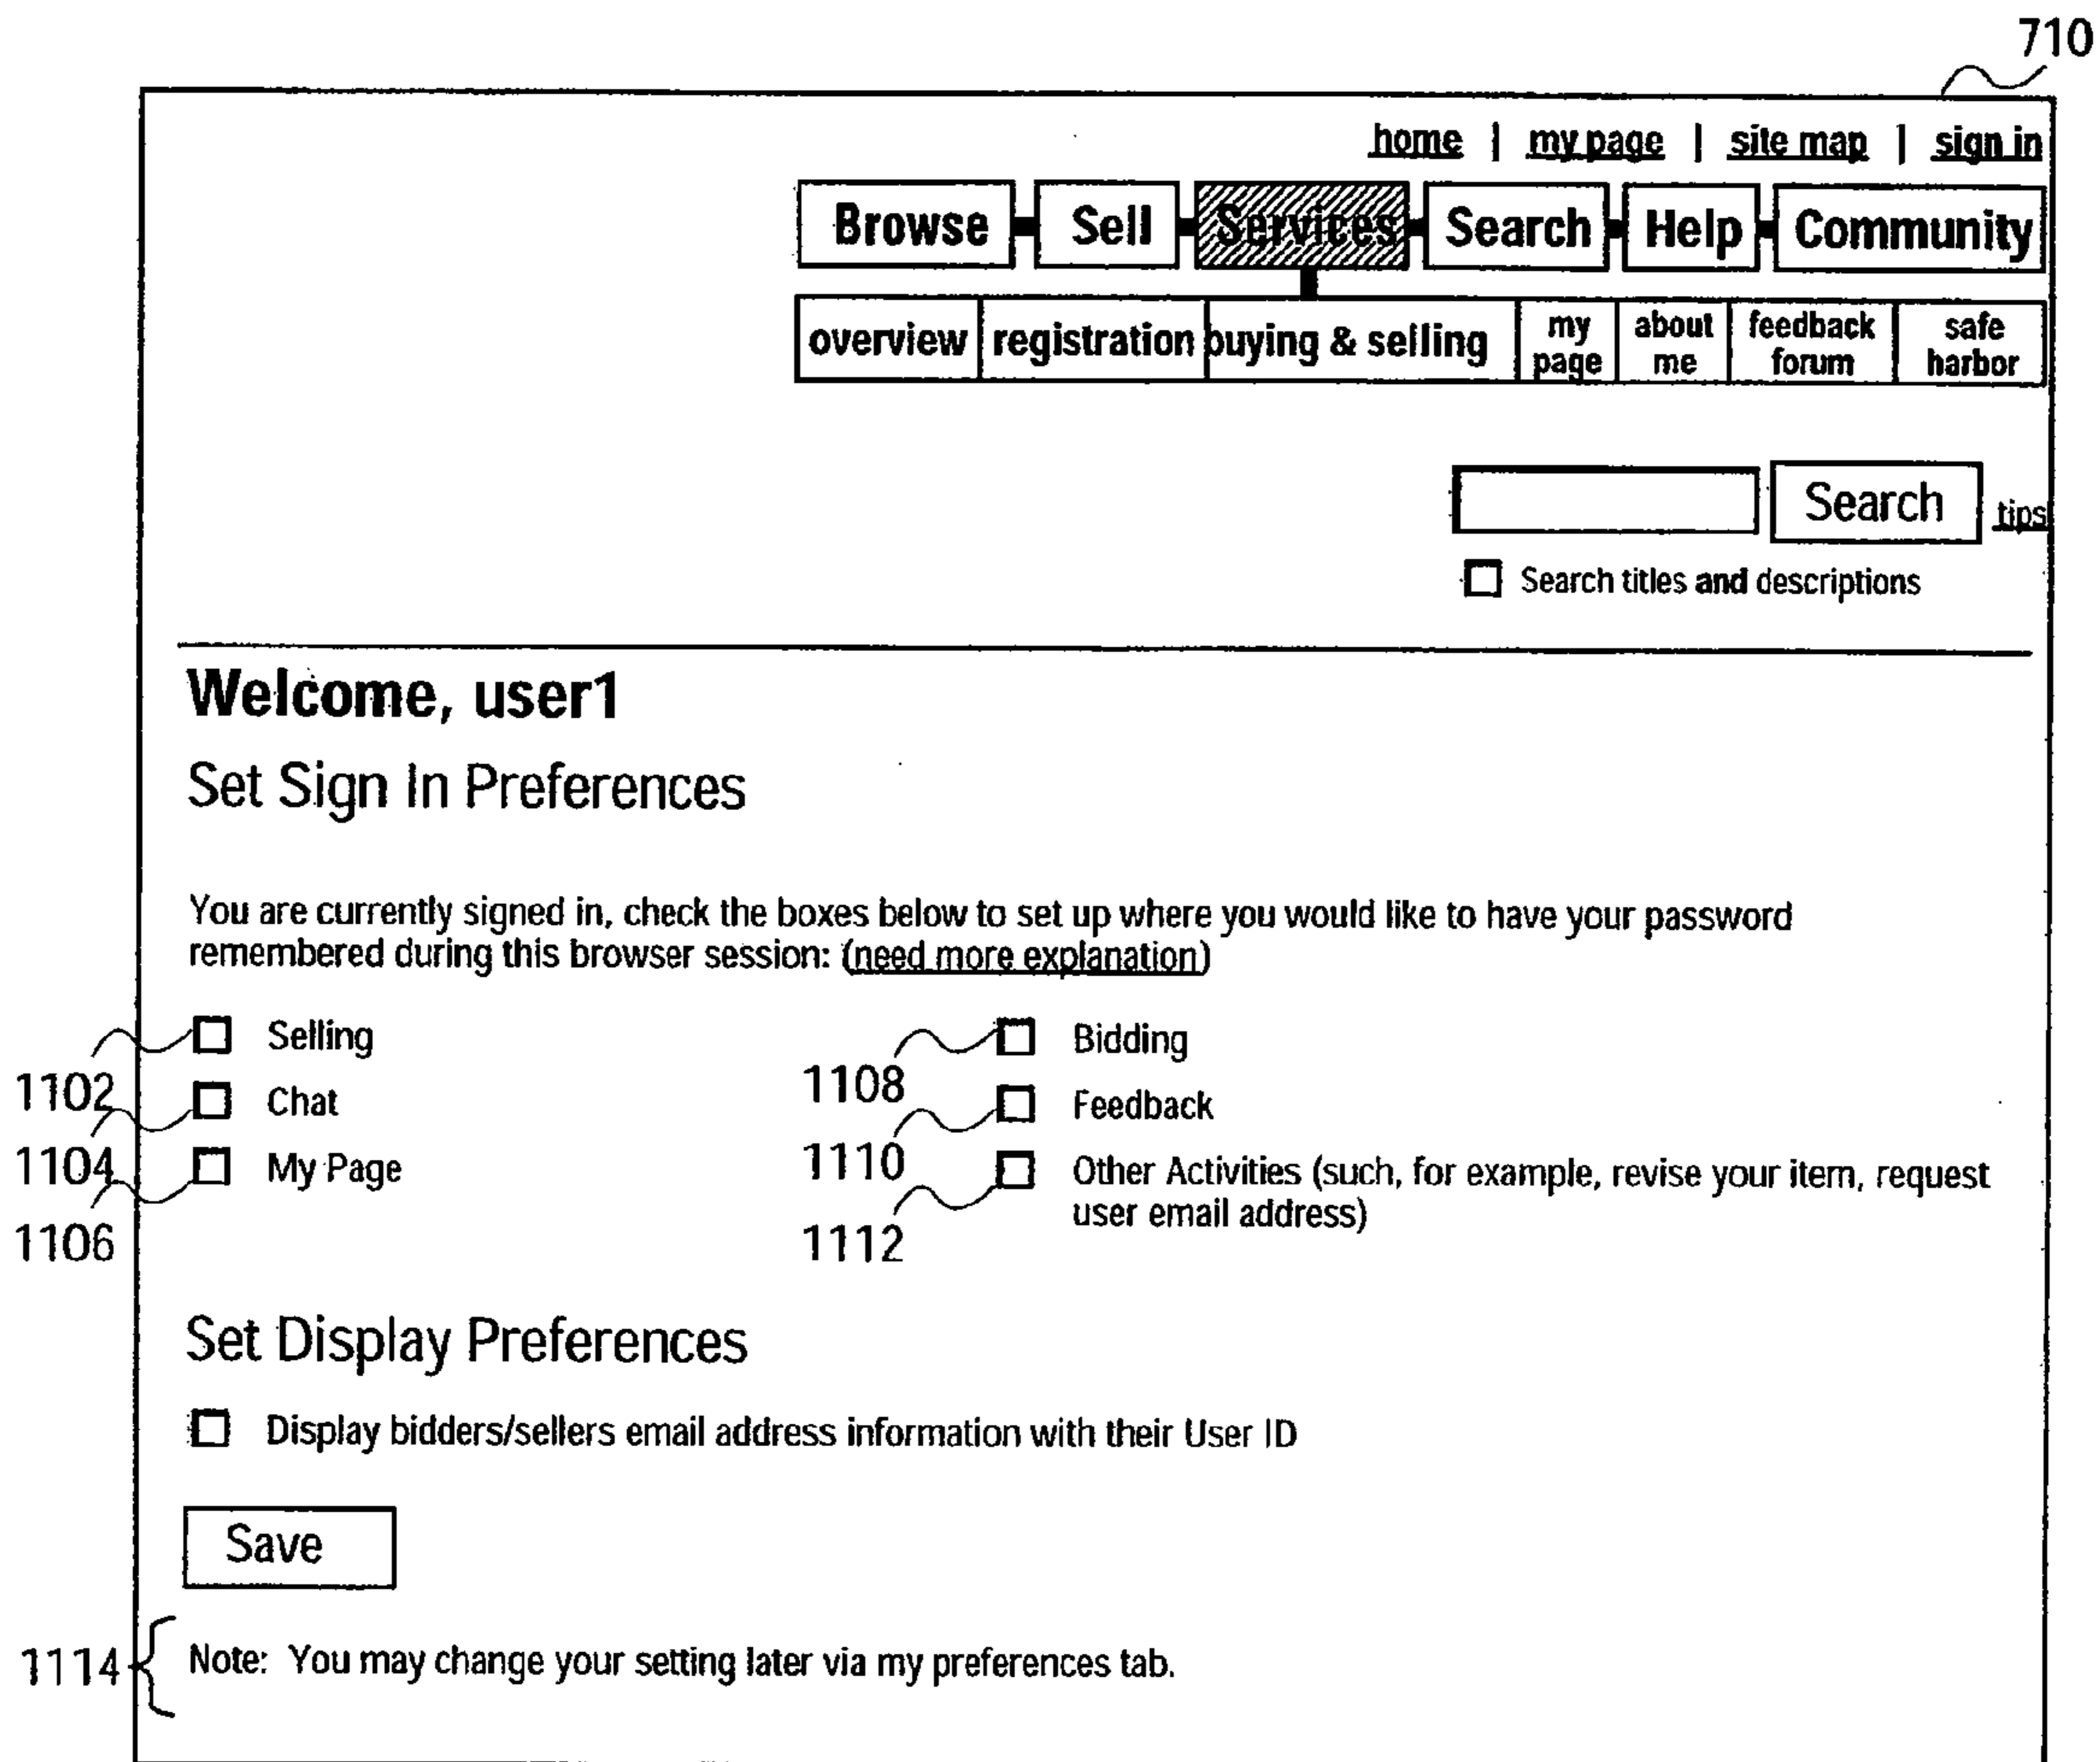 710
home | my page | site map | sign in
Browse Sell Services Search Help Community
overview registration buying & selling my page about me feedback forum safe harbor
Search tips
Search titles and descriptions
Welcome, user1
Set Sign In Preferences
You are currently signed in, check the boxes below to set up where you would like to have your password
remembered during this browser session: (need more explanation)
Selling Bidding
1102 1108
Chat Feedback
1104 1110
My Page Other Activities (such, for example, revise your item, request
user email address)
1106 1112
Set Display Preferences
Display bidders/sellers email address information with their User ID
Save
1114 Note: You may change your setting later via my preferences tab.